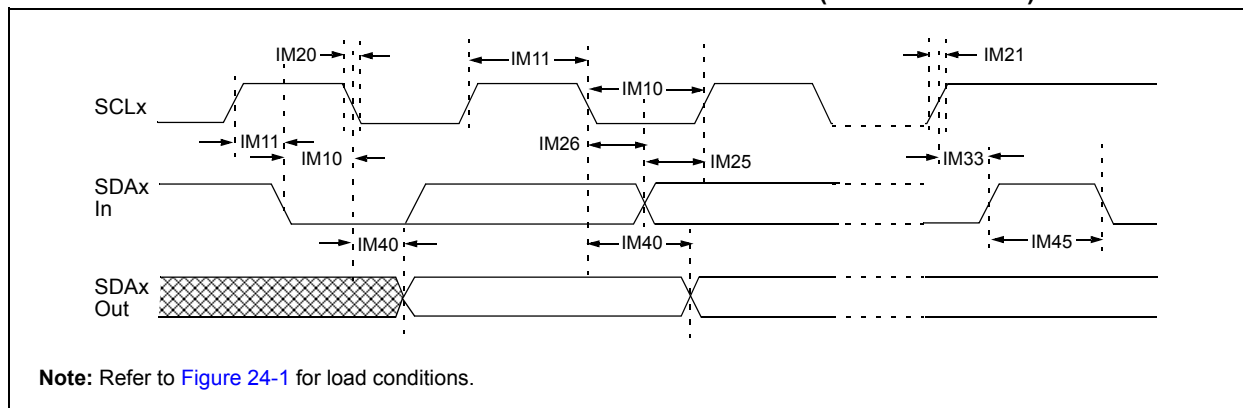 IM20
IM11
IM21
IM10
SCLx
IM11
IM10
IM26
IM25
IM33
SDAx
In
IM40
IM40
IM45
SDAx
Out
Note: Refer to Figure 24-1 for load conditions.